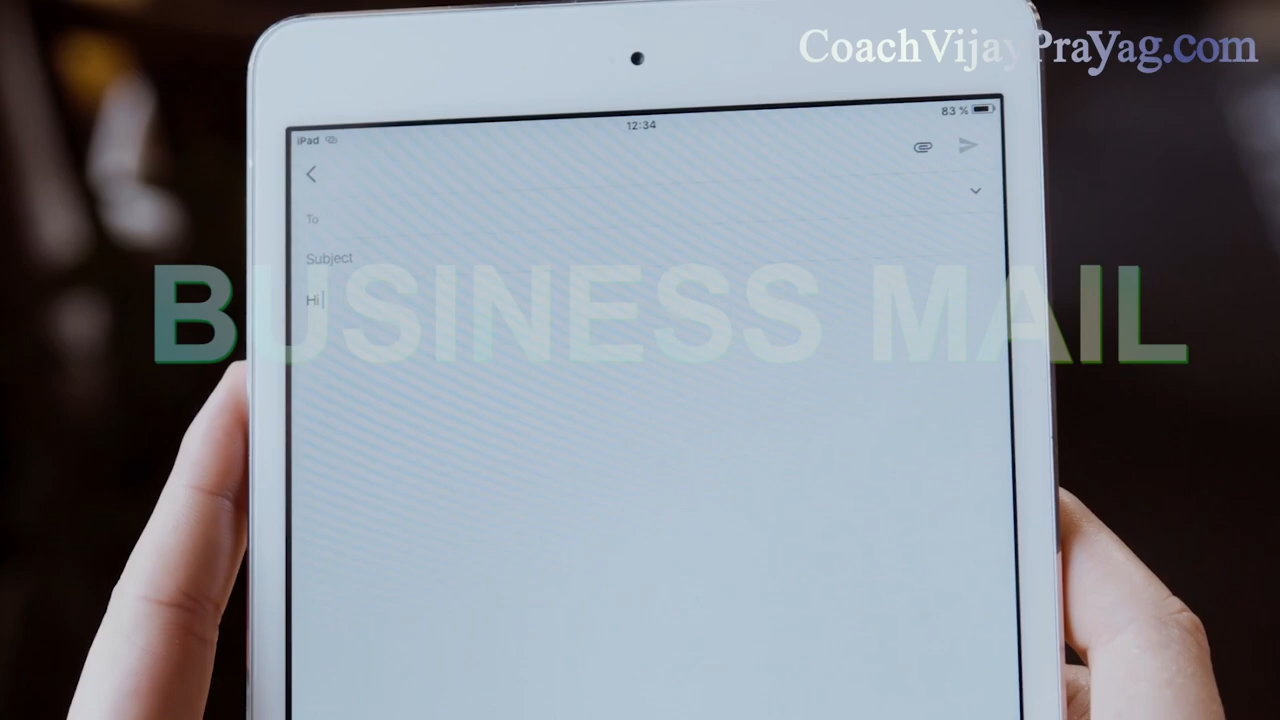 CoachVijayPraYag.com
iPad 12:34 83 %
To
Subject
Hi
BUSINESS MAIL